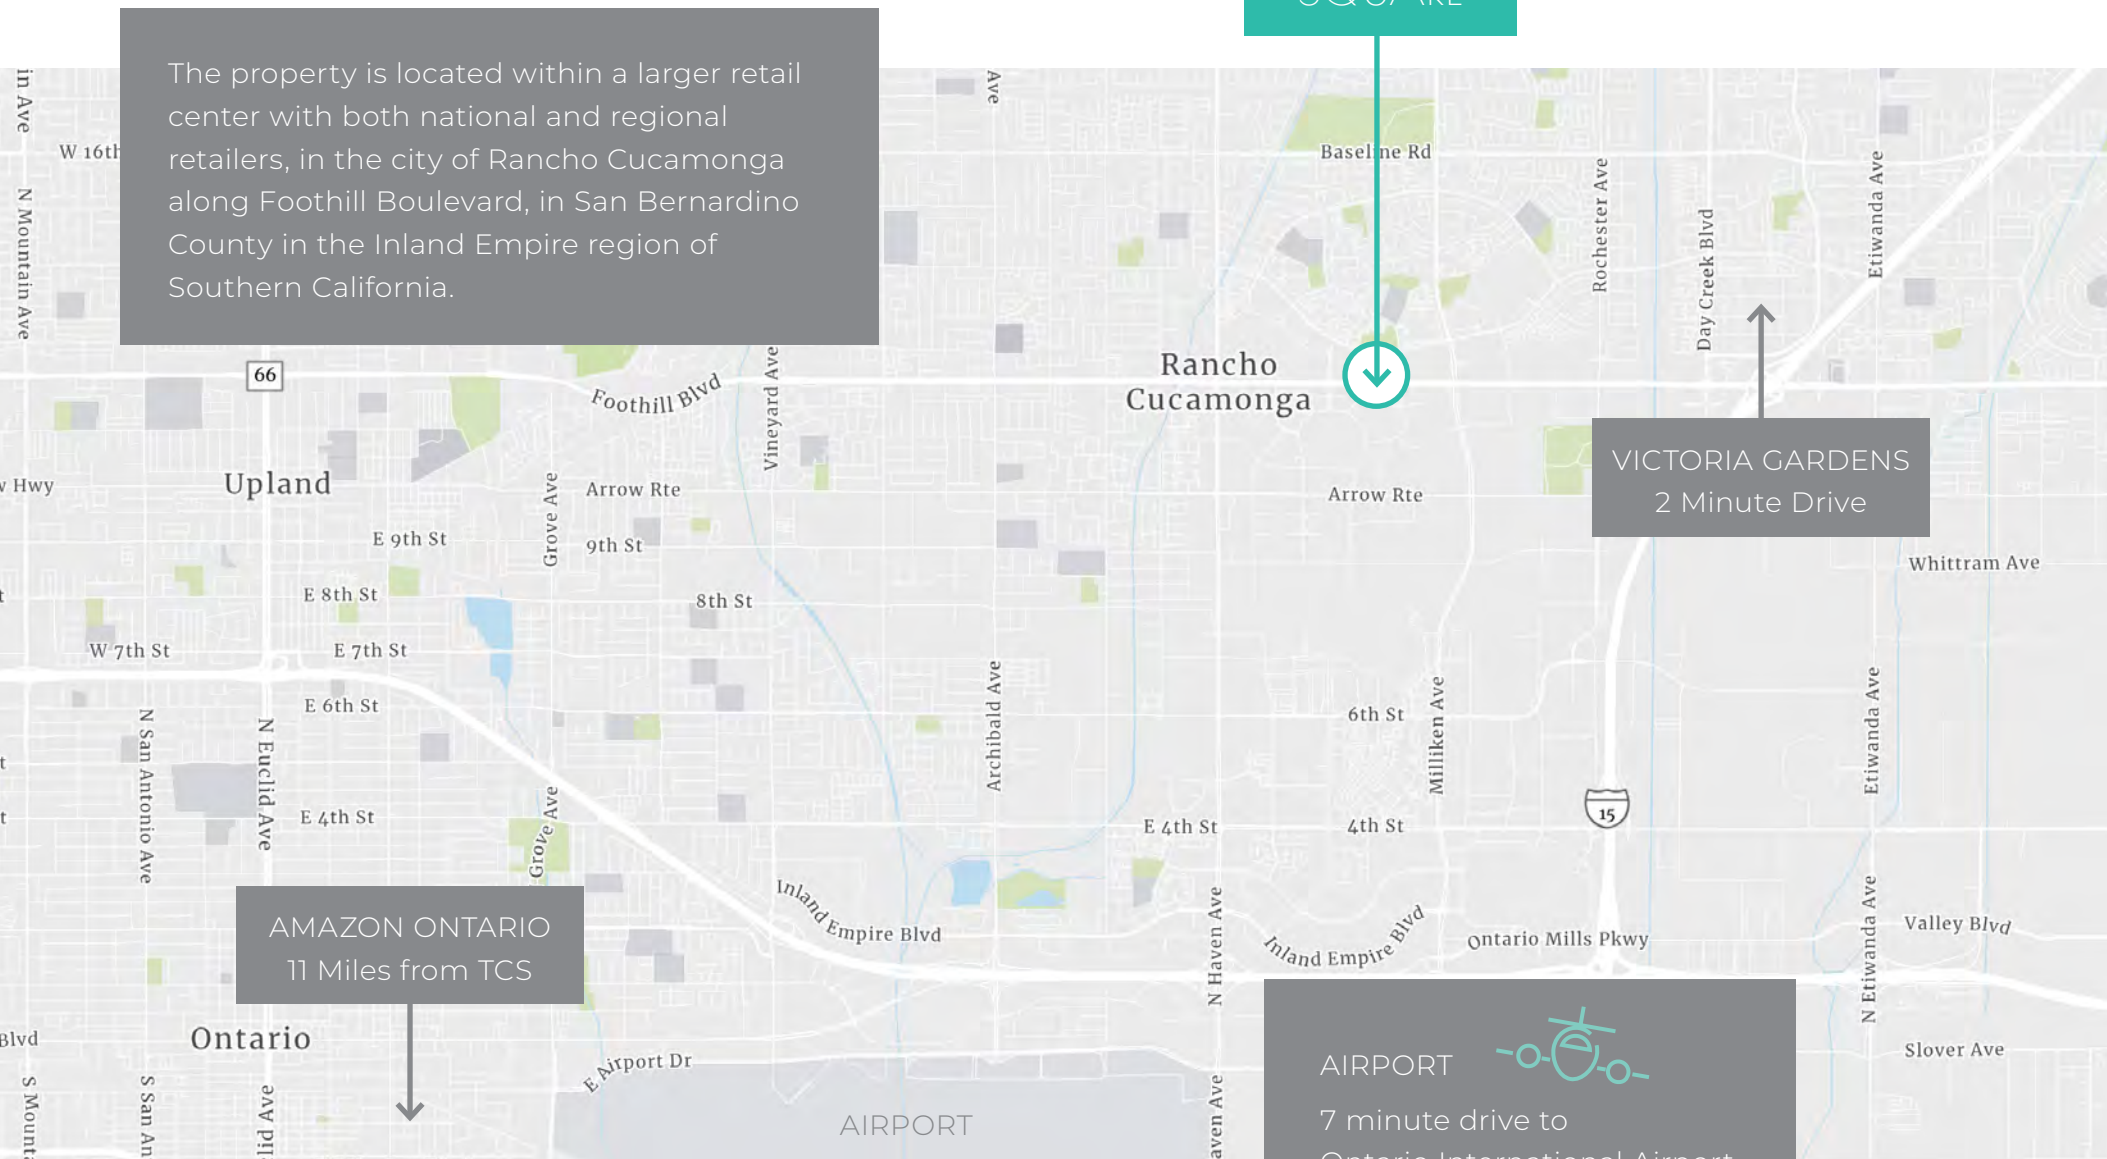 SQUARE
The property is located within a larger retail
center with both national and regional
retailers, in the city of Rancho Cucamonga
along Foothill Boulevard, in San Bernardino
County in the Inland Empire region of
Southern California.
Ave
N Mountain Ave
W 16th
Baseline Rd
Rochester Ave
Day Creek Blvd
Etiwanda Ave
66
Foothill Blvd
Vineyard Ave
Rancho
Cucamonga
VICTORIA GARDENS
2 Minute Drive
Hwy
Upland
Grove Ave
Arrow Rte
Arrow Rte
E 9th St
9th St
Whittram Ave
E 8th St
8th St
W 7th St
E 7th St
E 6th St
6th St
N San Antonio Ave
N Euclid Ave
Archibald Ave
Milliken Ave
Etiwanda Ave
15
E 4th St
Grove Ave
E 4th St
4th St
Inland Empire Blvd
N Haven Ave
Inland Empire Blvd
Ontario Mills Pkwy
N Etiwanda Ave
Valley Blvd
AMAZON ONTARIO
11 Miles from TCS
Blvd
Ontario
E Airport Dr
Slover Ave
AIRPORT
AIRPORT
7 minute drive to
Ontario International Airport